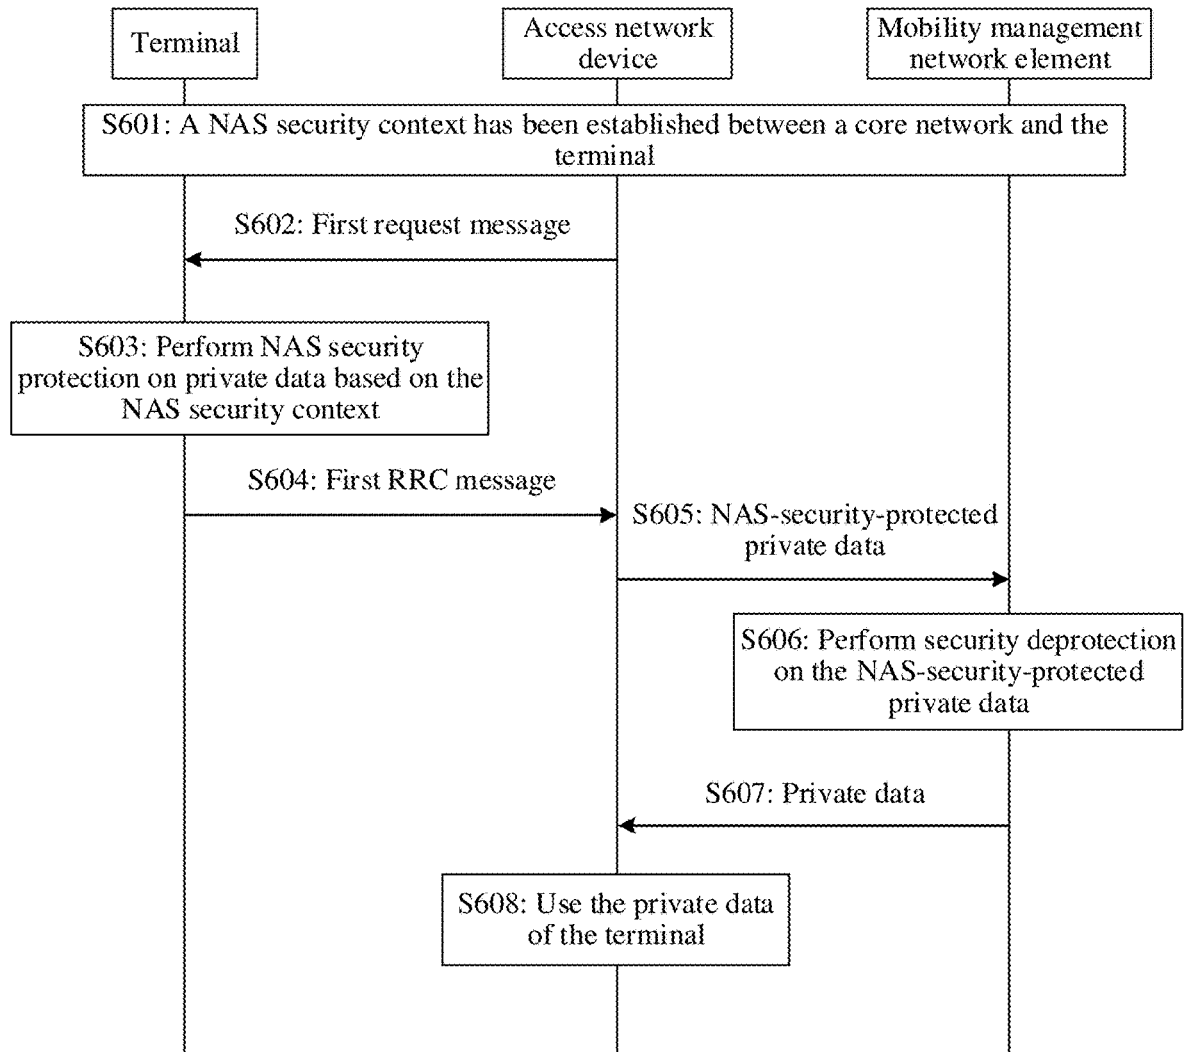 Terminal
Access network
device
Mobility management
network element
S601: A NAS security context has been established between a core network and the
terminal
S602: First request message
S603: Perform NAS security
protection on private data based on the
NAS security context
S604: First RRC message
S605: NAS-security-protected
private data
S606: Perform security deprotection
on the NAS-security-protected
private data
S607: Private data
S608: Use the private data
of the terminal